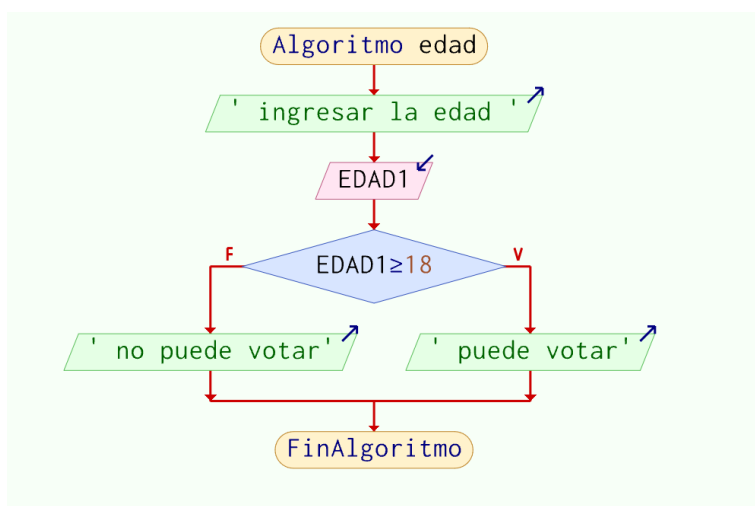 Algoritmo edad
' ingresar la edad '
EDAD1
EDAD1≥18
F
V
' no puede votar'
' puede votar'
FinAlgoritmo